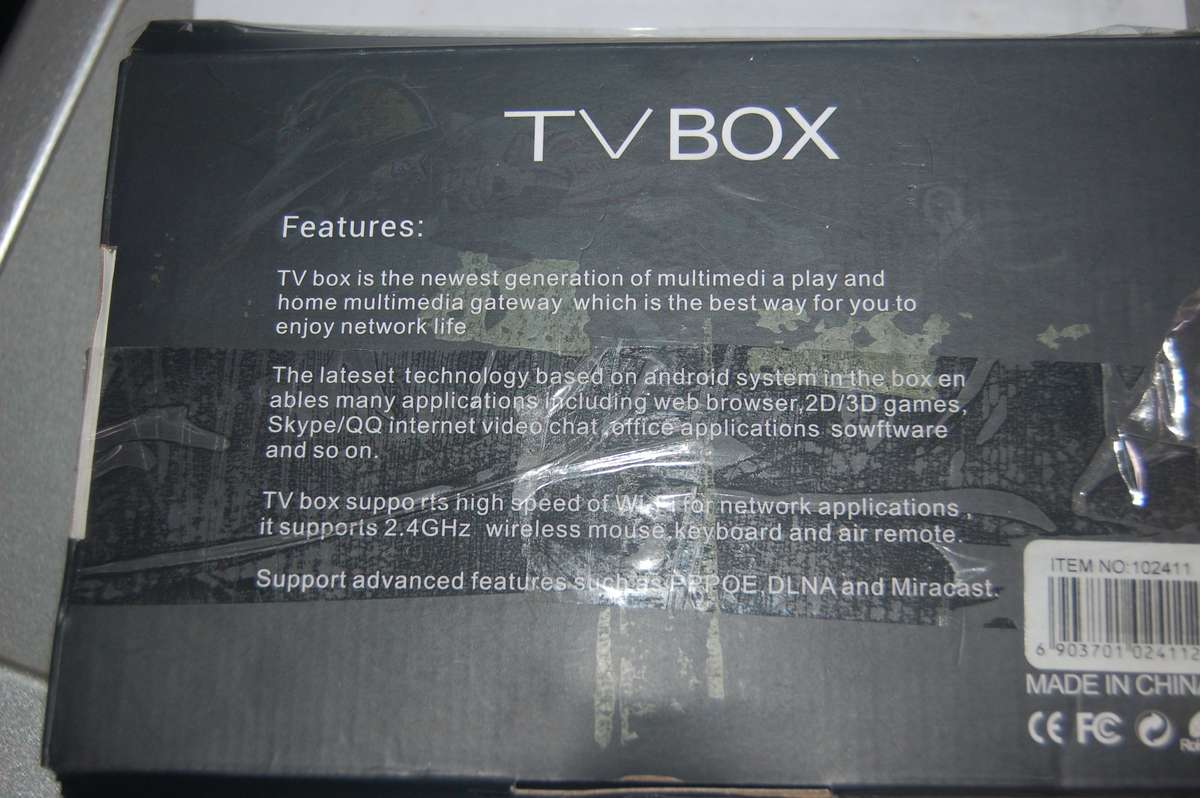 TV BOX
Features:
TV box is the newest generation of multimedi a play and
home multimedia gateway which is the best way for you to
enjoy network life
The lateset technology based on android system in the box en
ables many applications including web browser,2D/3D games,
Skype/QQ internet video chat ,office applications sowftware
and so on.
TV box suppo rts high speed of Wi-Fi for network applications ,
it supports 2.4GHz wireless mouse,keyboard and air remote.
Support advanced features such as PPPOE.DLNA and Miracast.
ITEM NO:102411
6 903701 024112
MADE IN CHINA
CE FC